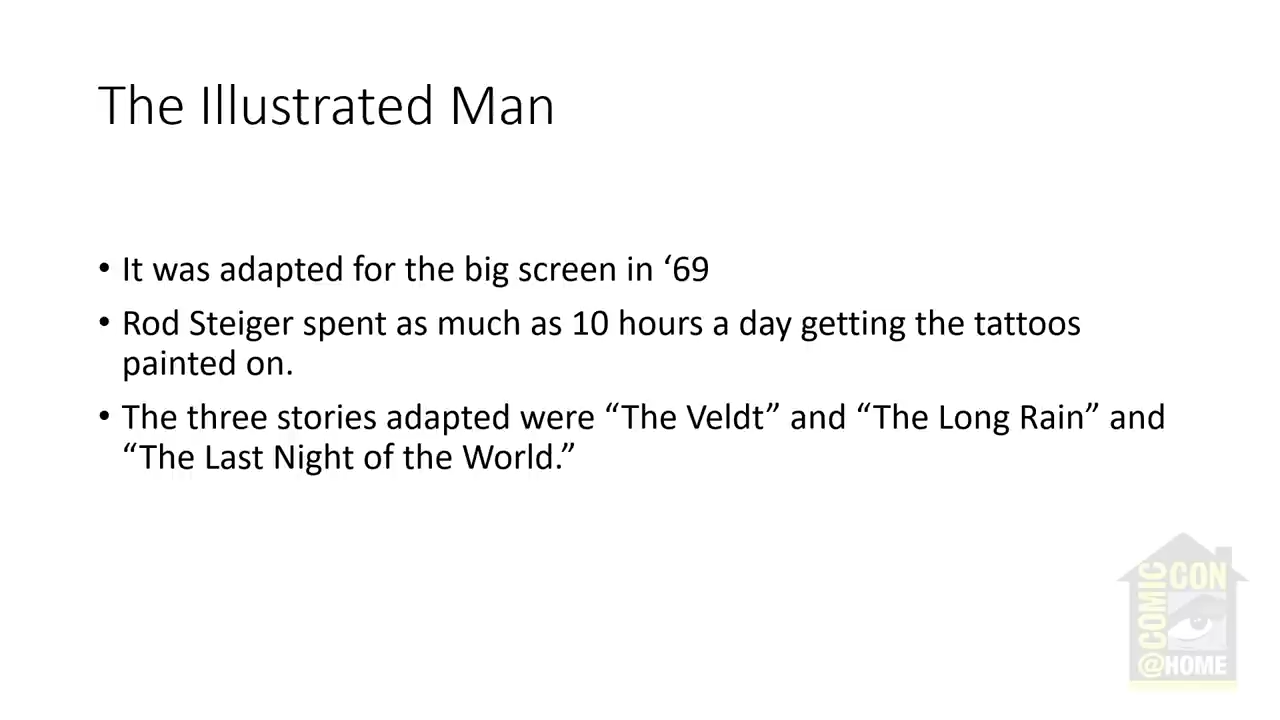 The Illustrated Man
• It was adapted for the big screen in ‘69
• Rod Steiger spent as much as 10 hours a day getting the tattoos
painted on.
• The three stories adapted were “The Veldt” and “The Long Rain” and
“The Last Night of the World.”
COMIC
CON
@HOME